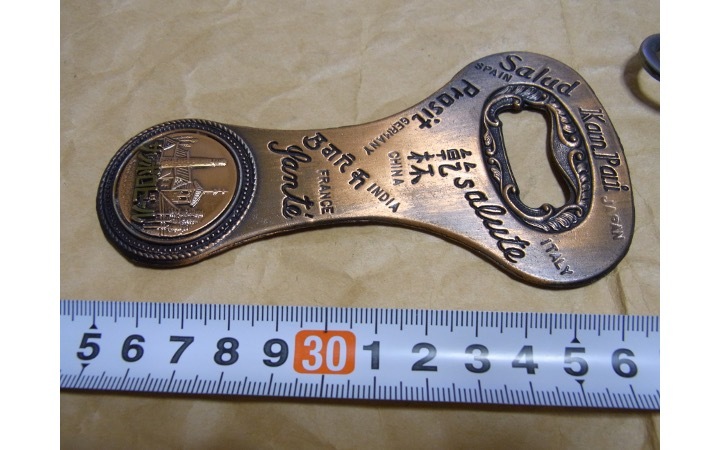 Salud
SPAIN
Kam Pai
JAPAN
Prosit
GERMANY
乾杯
CHINA
salute
ITALY
INDIA
Santé
FRANCE
5 6 7 8 9 30 1 2 3 4 5 6